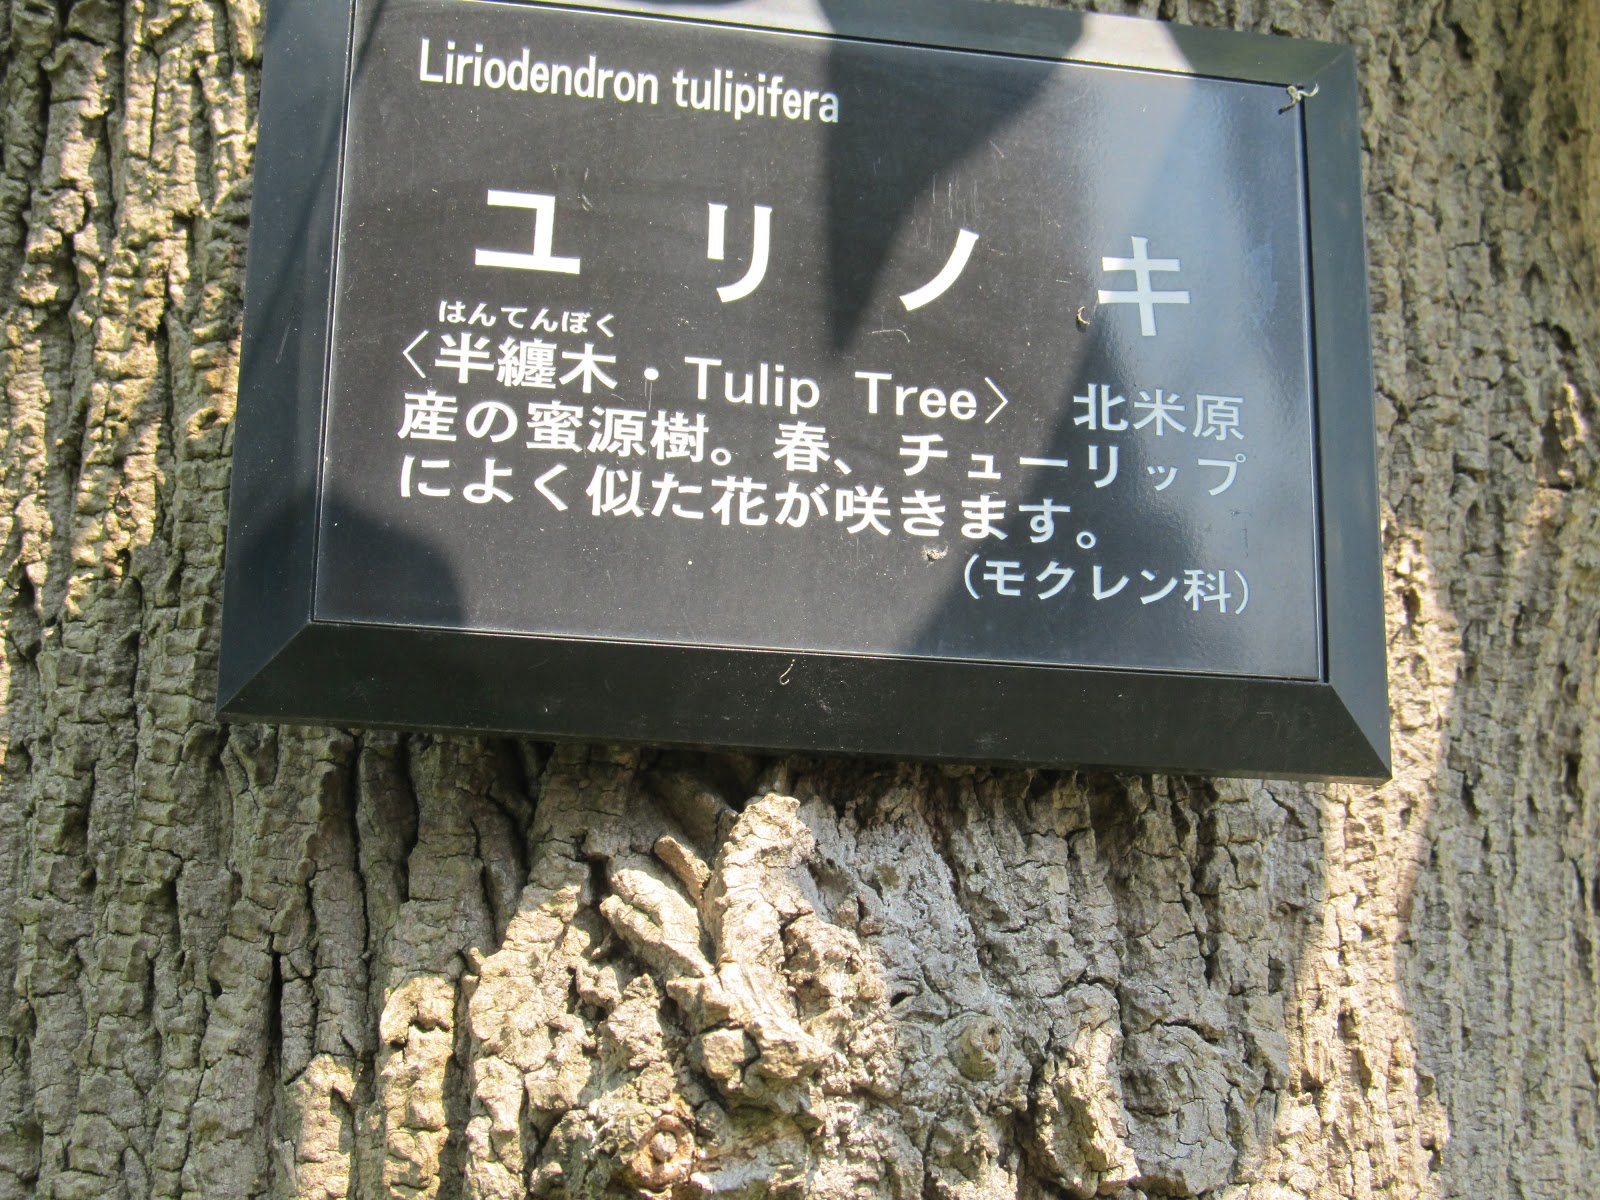 Liriodendron tulipifera
ユリノキ
はんてんぼく
〈半纏木・Tulip Tree〉 北米原
産の蜜源樹。春、チューリップ
によく似た花が咲きます。
(モクレン科)